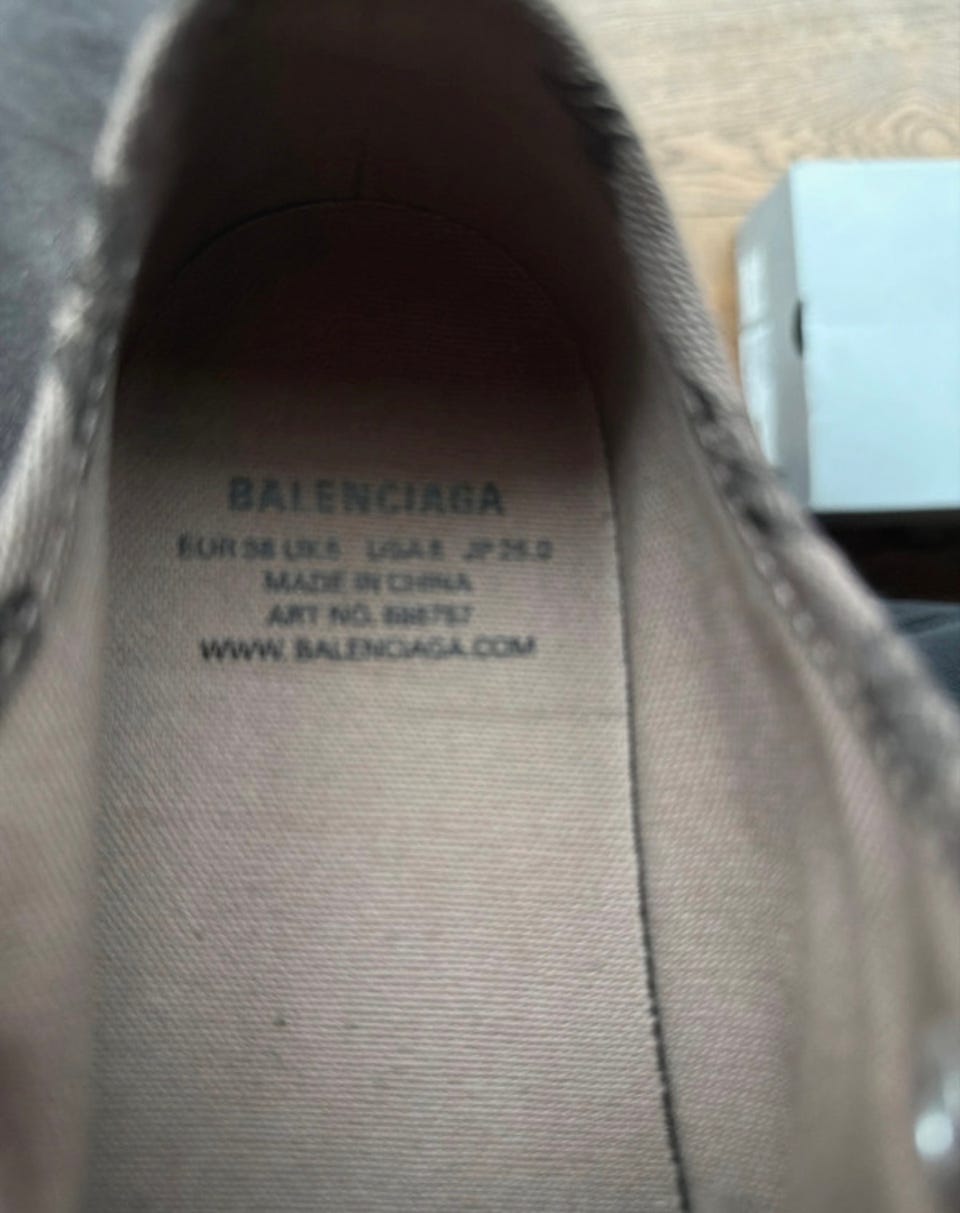 BALENCIAGA
EUR 38 UK 5 USA 8 JP 25.0
MADE IN CHINA
ART NO.
WWW.BALENCIAGA.COM